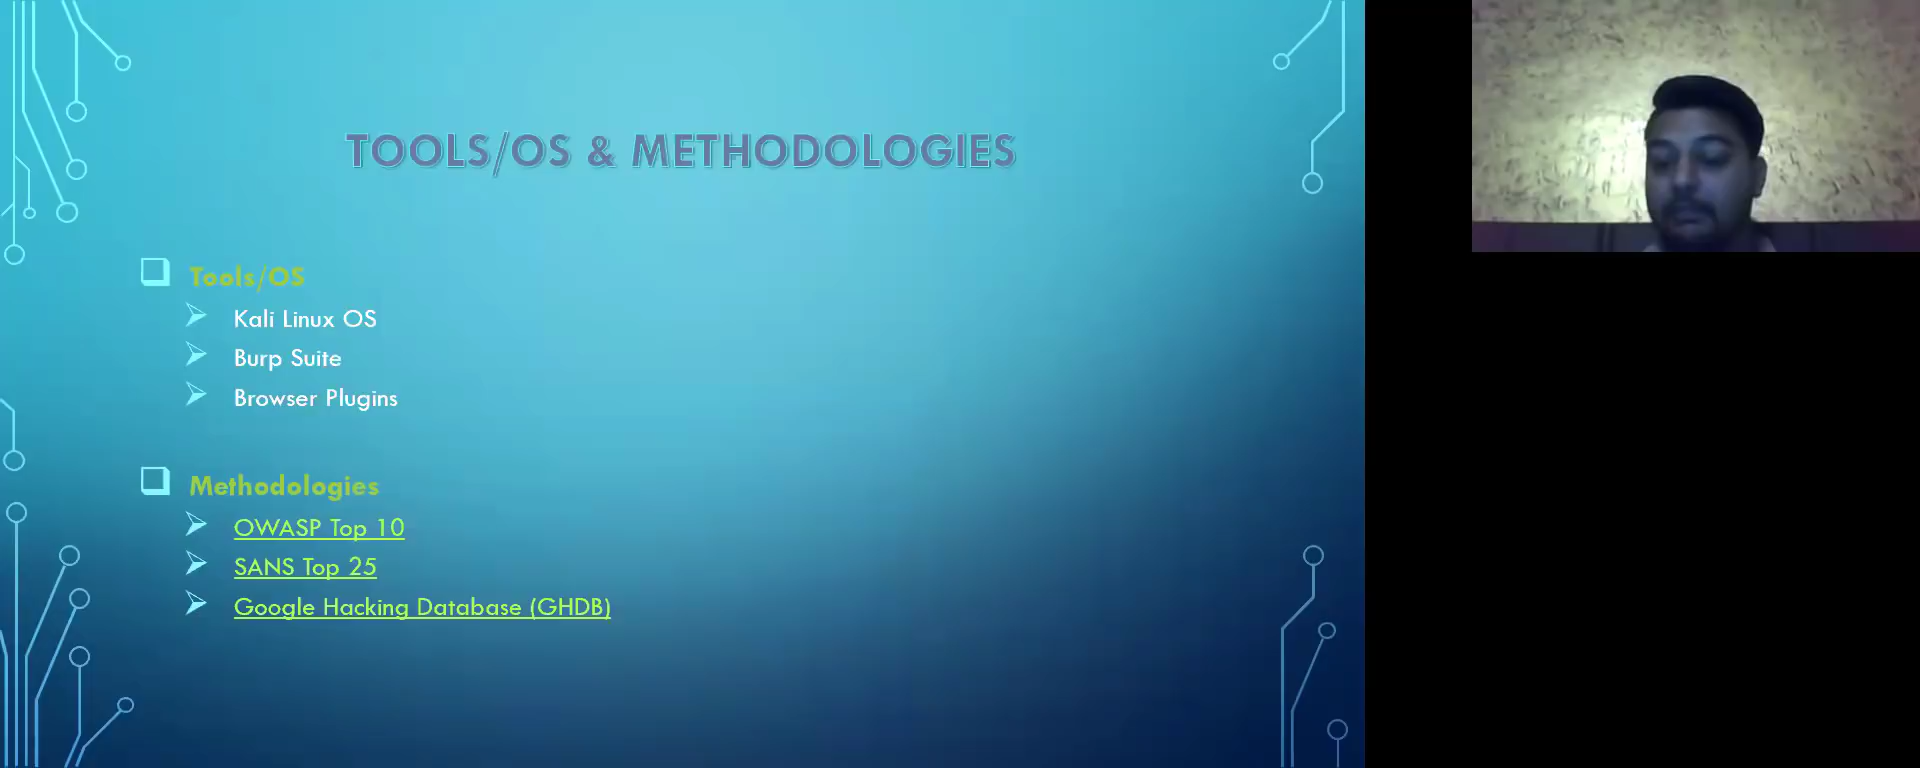 TOOLS/OS & METHODOLOGIES
Tools/OS
Kali Linux OS
Burp Suite
Browser Plugins
Methodologies
OWASP Top 10
SANS Top 25
Google Hacking Database (GHDB)